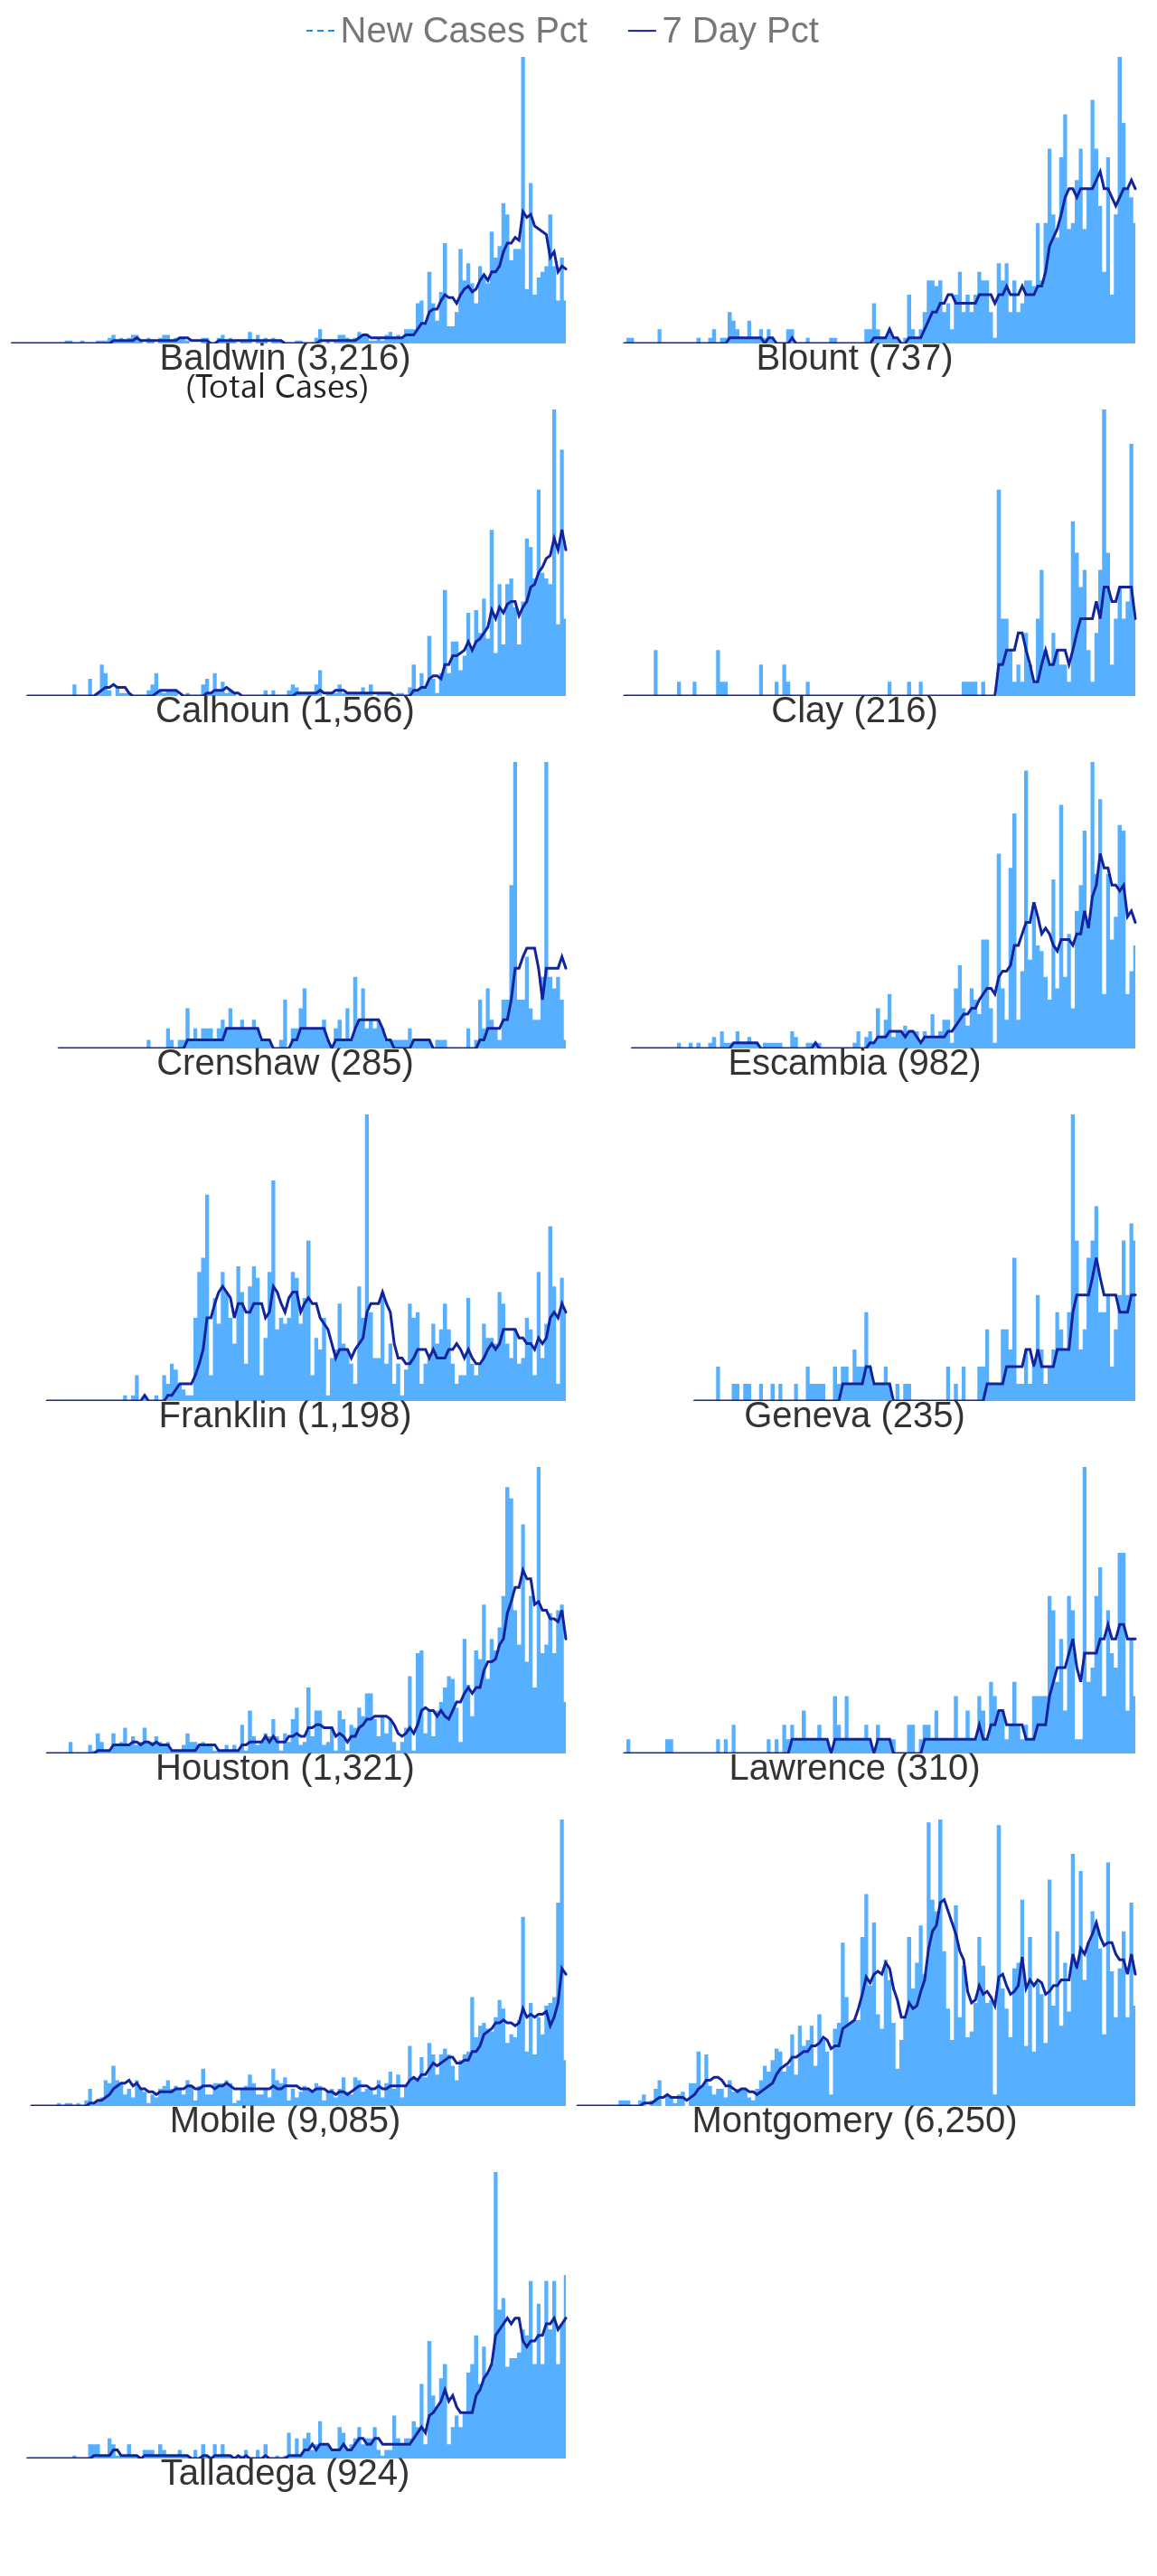 New Cases Pct 7 Day Pct
Baldwin (3,216) Blount (737)
(Total Cases)
Calhoun (1,566) Clay (216)
Crenshaw (285) Escambia (982)
Franklin (1,198) Geneva (235)
Houston (1,321) Lawrence (310)
Mobile (9,085) Montgomery (6,250)
Talladega (924)